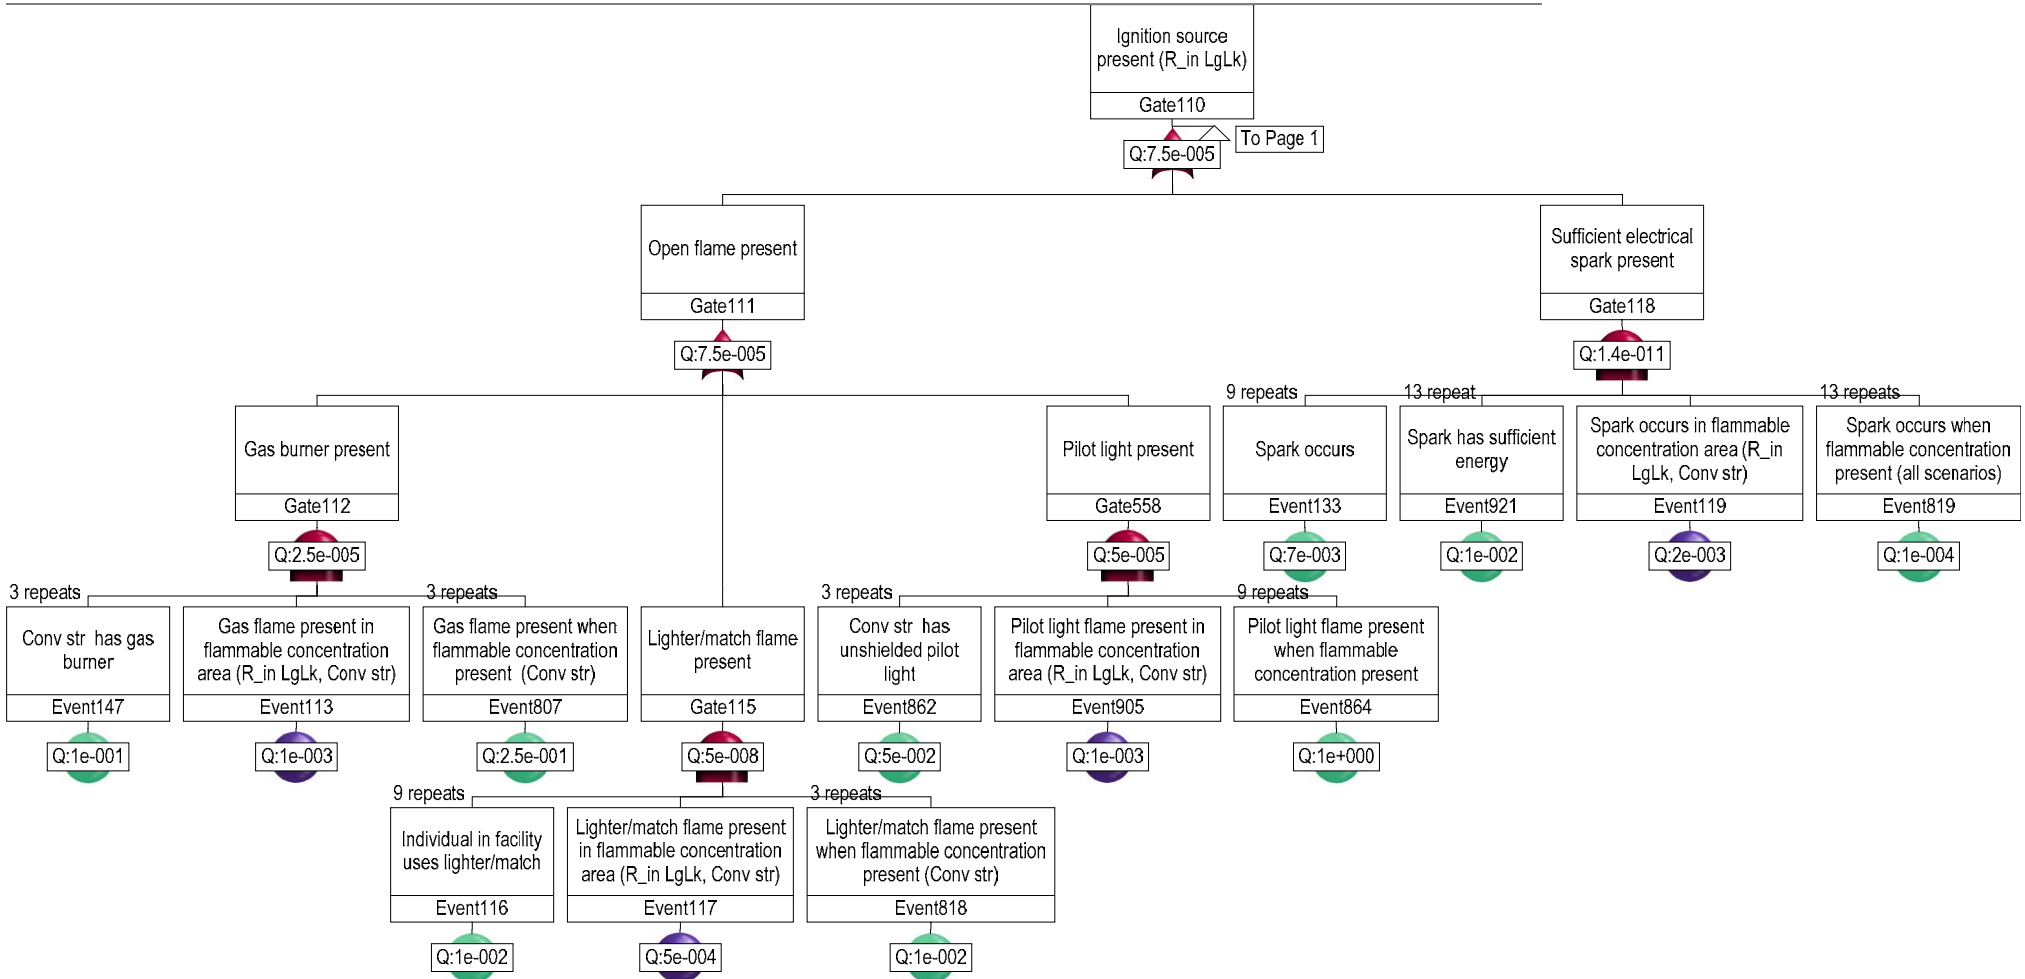 Ignition source
present (R_in LgLk)
Gate110
To Page 1
Q:7.5e-005
Open flame present
Gate111
Q:7.5e-005
Sufficient electrical
spark present
Gate118
Q:1.4e-011
Gas burner present
Gate112
Q:2.5e-005
Pilot light present
Gate558
Q:5e-005
9 repeats
Spark occurs
Event133
Q:7e-003
13 repeat
Spark has sufficient
energy
Event921
Q:1e-002
Spark occurs in flammable
concentration area (R_in
LgLk, Conv str)
Event119
Q:2e-003
13 repeats
Spark occurs when
flammable concentration
present (all scenarios)
Event819
Q:1e-004
3 repeats
Conv str has gas
burner
Event147
Q:1e-001
Gas flame present in
flammable concentration
area (R_in LgLk, Conv str)
Event113
Q:1e-003
3 repeats
Gas flame present when
flammable concentration
present (Conv str)
Event807
Q:2.5e-001
Lighter/match flame
present
Gate115
Q:5e-008
3 repeats
Conv str has
unshielded pilot
light
Event862
Q:5e-002
Pilot light flame present in
flammable concentration
area (R_in LgLk, Conv str)
Event905
Q:1e-003
9 repeats
Pilot light flame present
when flammable
concentration present
Event864
Q:1e+000
9 repeats
Individual in facility
uses lighter/match
Event116
Q:1e-002
Lighter/match flame present
in flammable concentration
area (R_in LgLk, Conv str)
Event117
Q:5e-004
3 repeats
Lighter/match flame present
when flammable concentration
present (Conv str)
Event818
Q:1e-002